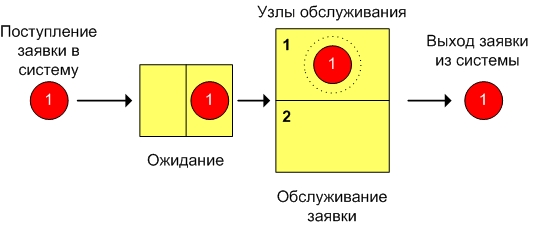 Поступление
заявки в
систему
1
1
Ожидание
Узлы обслуживания
1
1
2
Обслуживание
заявки
Выход заявки
из системы
1